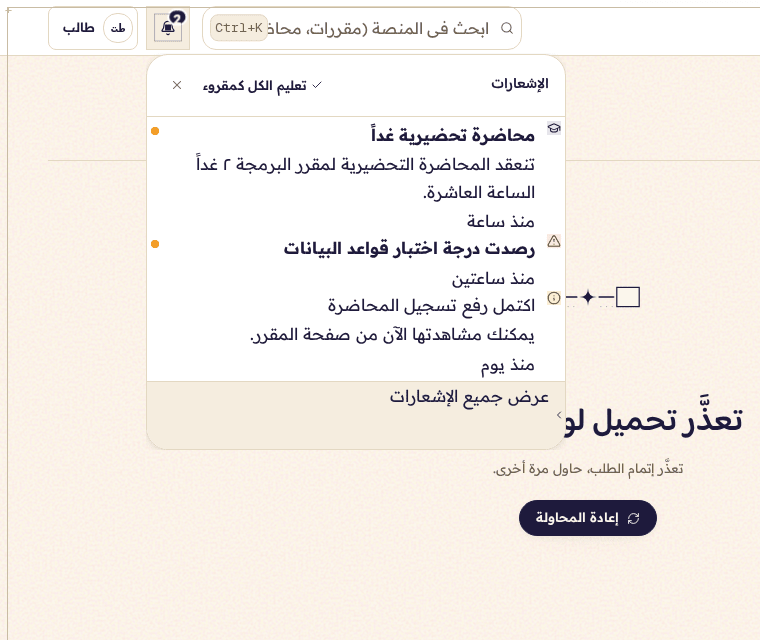 ابحث في المنصة (مقررات، محاض
Ctrl+K
2
طت
طالب
الإشعارات
تعليم الكل كمقروء
محاضرة تحضيرية غداً
تنعقد المحاضرة التحضيرية لمقرر البرمجة ٢ غداً
الساعة العاشرة.
منذ ساعة
رصدت درجة اختبار قواعد البيانات
منذ ساعتين
اكتمل رفع تسجيل المحاضرة
يمكنك مشاهدتها الآن من صفحة المقرر.
منذ يوم
عرض جميع الإشعارات
تعذَّر تحميل لو
تعذَّر إتمام الطلب، حاول مرة أخرى.
إعادة المحاولة